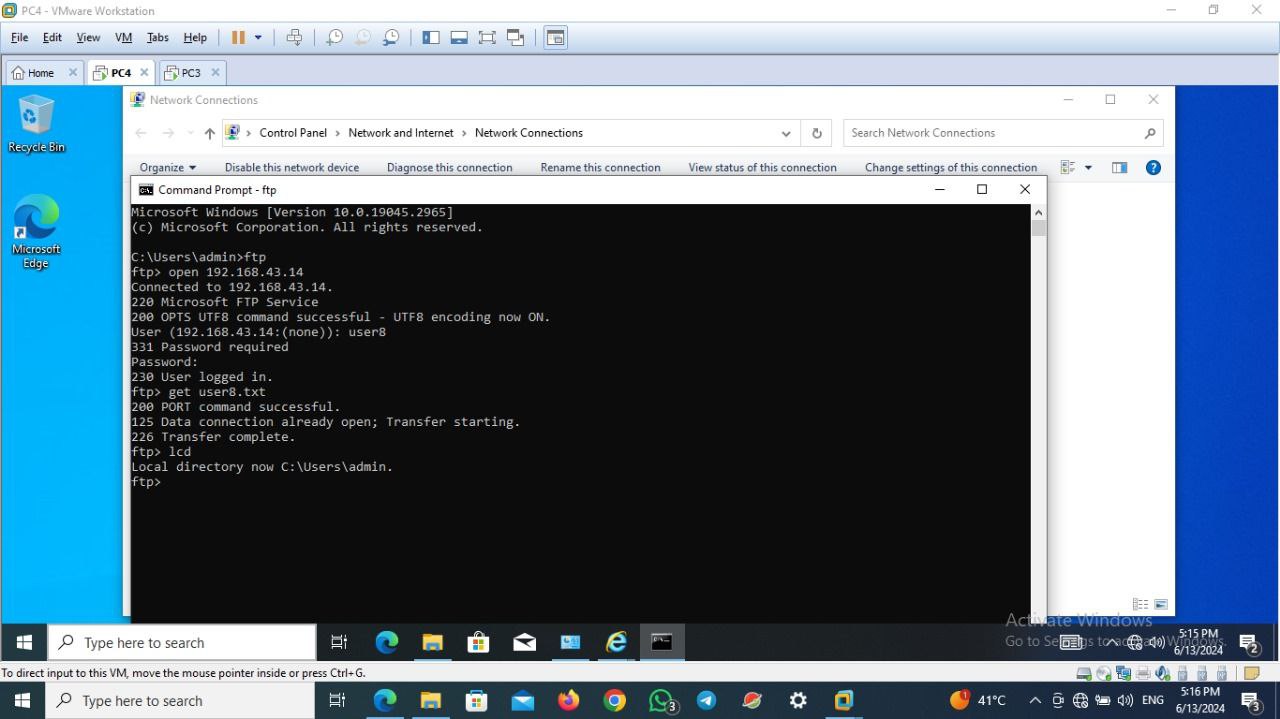 PC4 - VMware Workstation
File Edit View VM Tabs Help
Home PC4 PC3
Recycle Bin
Microsoft
Edge
Network Connections
Control Panel Network and Internet Network Connections
Search Network Connections
Organize Disable this network device Diagnose this connection Rename this connection View status of this connection Change settings of this connection
Command Prompt - ftp
Microsoft Windows [Version 10.0.19045.2965]
(c) Microsoft Corporation. All rights reserved.
C:\Users\admin>ftp
ftp> open 192.168.43.14
Connected to 192.168.43.14.
220 Microsoft FTP Service
200 OPTS UTF8 command successful - UTF8 encoding now ON.
User (192.168.43.14:(none)): user8
331 Password required
Password:
230 User logged in.
ftp> get user8.txt
200 PORT command successful.
125 Data connection already open; Transfer starting.
226 Transfer complete.
ftp> lcd
Local directory now C:\Users\admin.
ftp>
Activate Windows
Go to Settings to activate Windows.
Type here to search
5:15 PM
6/13/2024
2
To direct input to this VM, move the mouse pointer inside or press Ctrl+G.
Type here to search
3
1
41°C
ENG
5:16 PM
6/13/2024
3